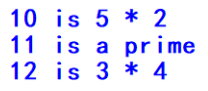 10 is 5 * 2
11 is a prime
12 is 3 * 4